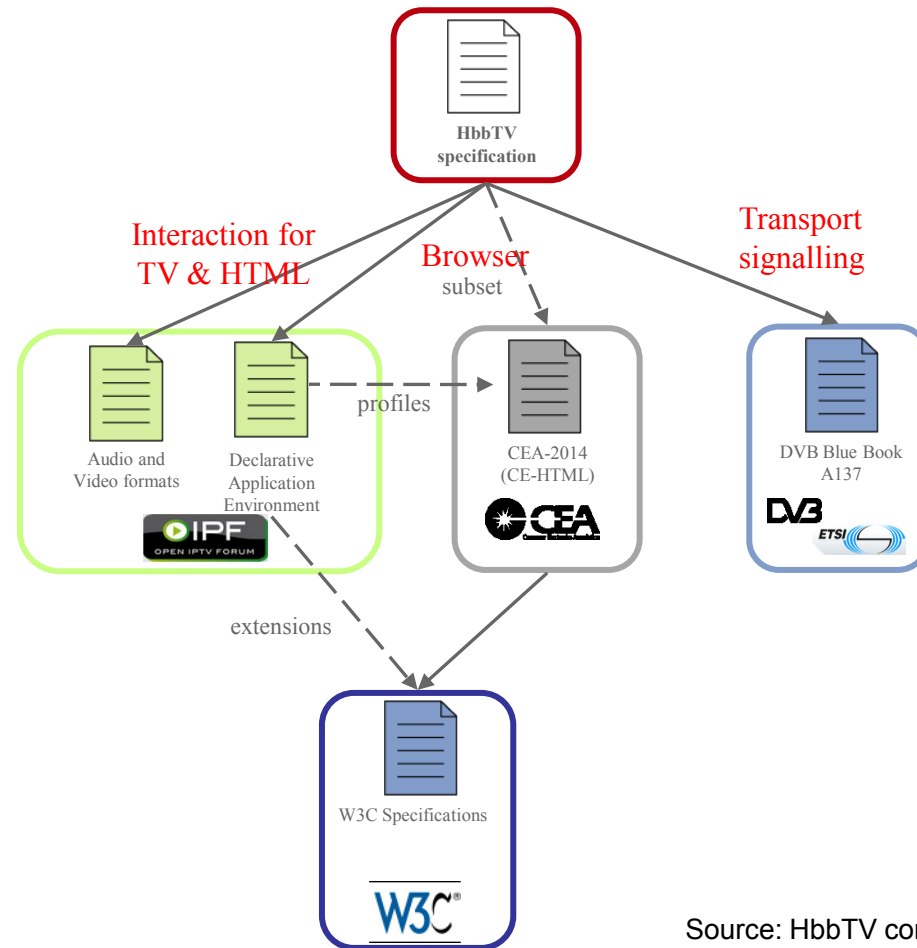 HbbTV
specification
Interaction for
TV & HTML
Browser
subset
Transport
signalling
profiles
Audio and
Video formats
Declarative
Application
Environment
CEA-2014
(CE-HTML)
DVB Blue Book
A137
OIPF
OPEN IPTV FORUM
CEA
DVB
ETSI
extensions
W3C Specifications
W3C®
Source: HbbTV con